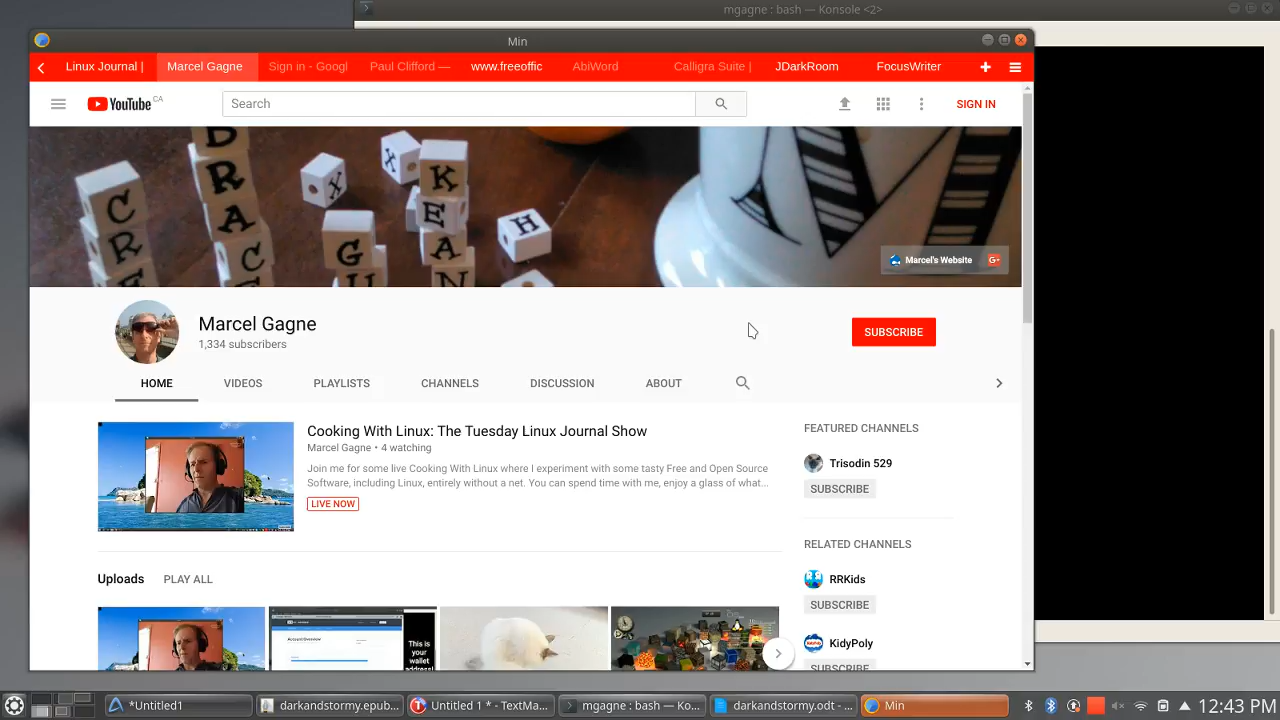 mgagne : bash — Konsole <2>
Min
Linux Journal |
Marcel Gagne
Sign in - Googl
Paul Clifford —
www.freeoffic
AbiWord
Calligra Suite |
JDarkRoom
FocusWriter
YouTube CA
Search
SIGN IN
Marcel's Website
G+
Marcel Gagne
1,334 subscribers
SUBSCRIBE
HOME VIDEOS PLAYLISTS CHANNELS DISCUSSION ABOUT
Cooking With Linux: The Tuesday Linux Journal Show
Marcel Gagne • 4 watching
Join me for some live Cooking With Linux where I experiment with some tasty Free and Open Source
Software, including Linux, entirely without a net. You can spend time with me, enjoy a glass of what...
LIVE NOW
FEATURED CHANNELS
Trisodin 529
SUBSCRIBE
RELATED CHANNELS
RRKids
SUBSCRIBE
KidyPoly
SUBSCRIBE
Uploads PLAY ALL
Account Overview
This is
your
wallet
address!
*Untitled1
darkandstormy.epub...
Untitled 1 * - TextMa...
mgagne : bash — Ko...
darkandstormy.odt - ...
Min
12:43 PM